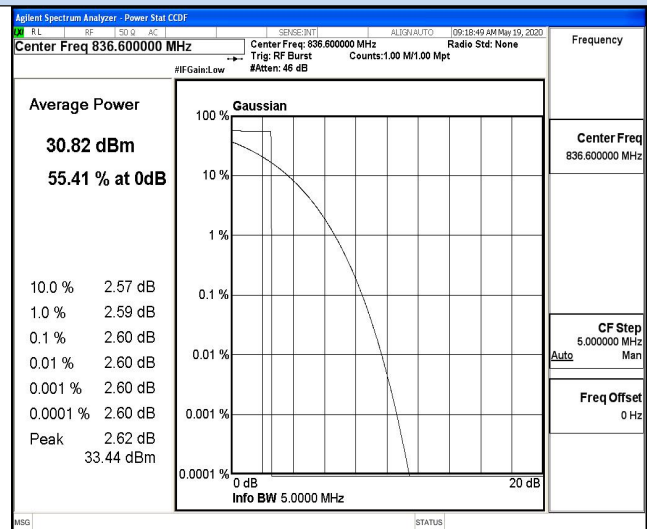 Agilent Spectrum Analyzer - Power Stat CCDF
LXI RL RF 50 Ω AC SENSE:INT ALIGNAUTO 09:18:49 AM May 19, 2020
Center Freq 836.600000 MHz
Center Freq: 836.600000 MHz Radio Std: None
Trig: RF Burst Counts:1.00 M/1.00 Mpt
#IFGain:Low #Atten: 46 dB
Average Power
30.82 dBm
55.41 % at 0dB
10.0 % 2.57 dB
1.0 % 2.59 dB
0.1 % 2.60 dB
0.01 % 2.60 dB
0.001 % 2.60 dB
0.0001 % 2.60 dB
Peak 2.62 dB
33.44 dBm
Gaussian
100 %
10 %
1 %
0.1 %
0.01 %
0.001 %
0.0001 %
0 dB 20 dB
Info BW 5.0000 MHz
Frequency
Center Freq
836.600000 MHz
CF Step
5.000000 MHz
Auto Man
Freq Offset
0 Hz
MSG STATUS